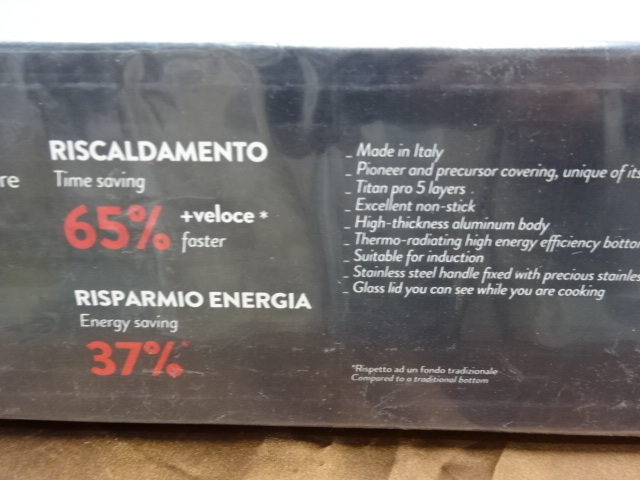 re
RISCALDAMENTO
Time saving
65% +veloce *
faster
RISPARMIO ENERGIA
Energy saving
37%
_ Made in Italy
_ Pioneer and precursor covering, unique of its
_ Titan pro 5 layers
_ Excellent non-stick
_ High-thickness aluminum body
_ Thermo-radiating high energy efficiency bottom
_ Suitable for induction
_ Stainless steel handle fixed with precious stainles
_ Glass lid you can see while you are cooking
*Rispetto ad un fondo tradizionale
Compared to a traditional bottom